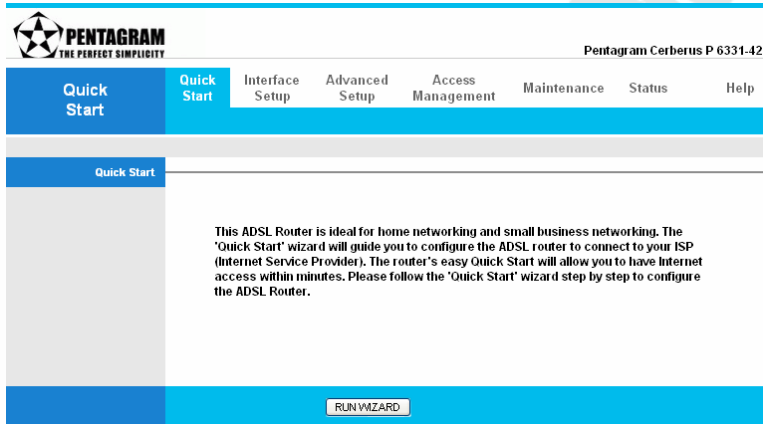 PENTAGRAM
THE PERFECT SIMPLICITY
Pentagram Cerberus P 6331-42
Quick Start
Quick Start
Interface Setup
Advanced Setup
Access Management
Maintenance
Status
Help
Quick Start
This ADSL Router is ideal for home networking and small business networking. The
'Quick Start' wizard will guide you to configure the ADSL router to connect to your ISP
(Internet Service Provider). The router's easy Quick Start will allow you to have Internet
access within minutes. Please follow the 'Quick Start' wizard step by step to configure
the ADSL Router.
RUN WIZARD